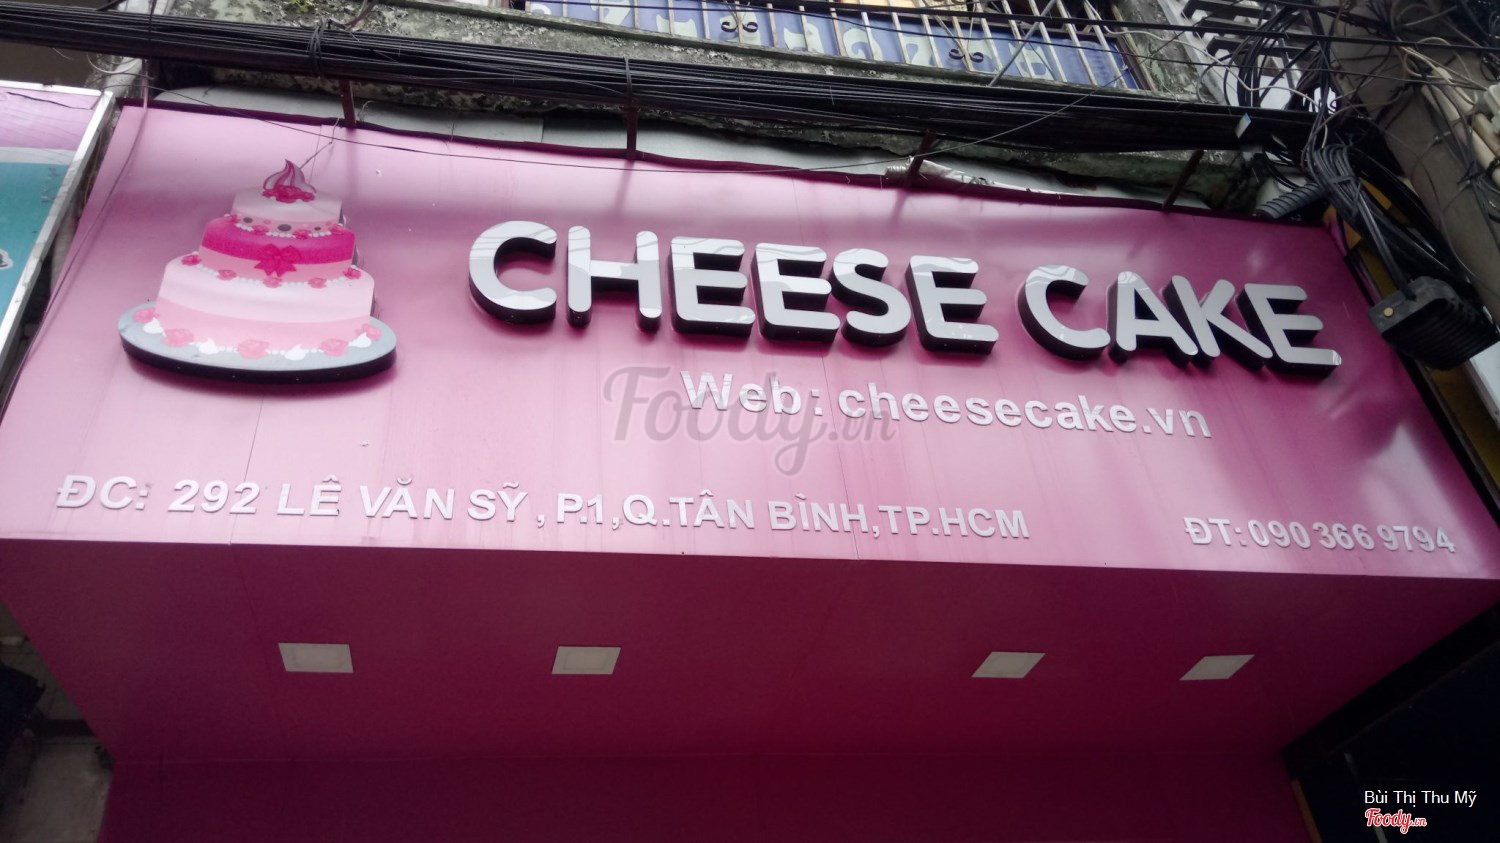 CHEESE CAKE
Web: cheesecake.vn
Foody.vn
ĐC: 292 LÊ VĂN SỸ, P.1, Q.TÂN BÌNH, TP.HCM
ĐT: 090 366 9794
Bùi Thị Thu Mỹ
Foody.vn